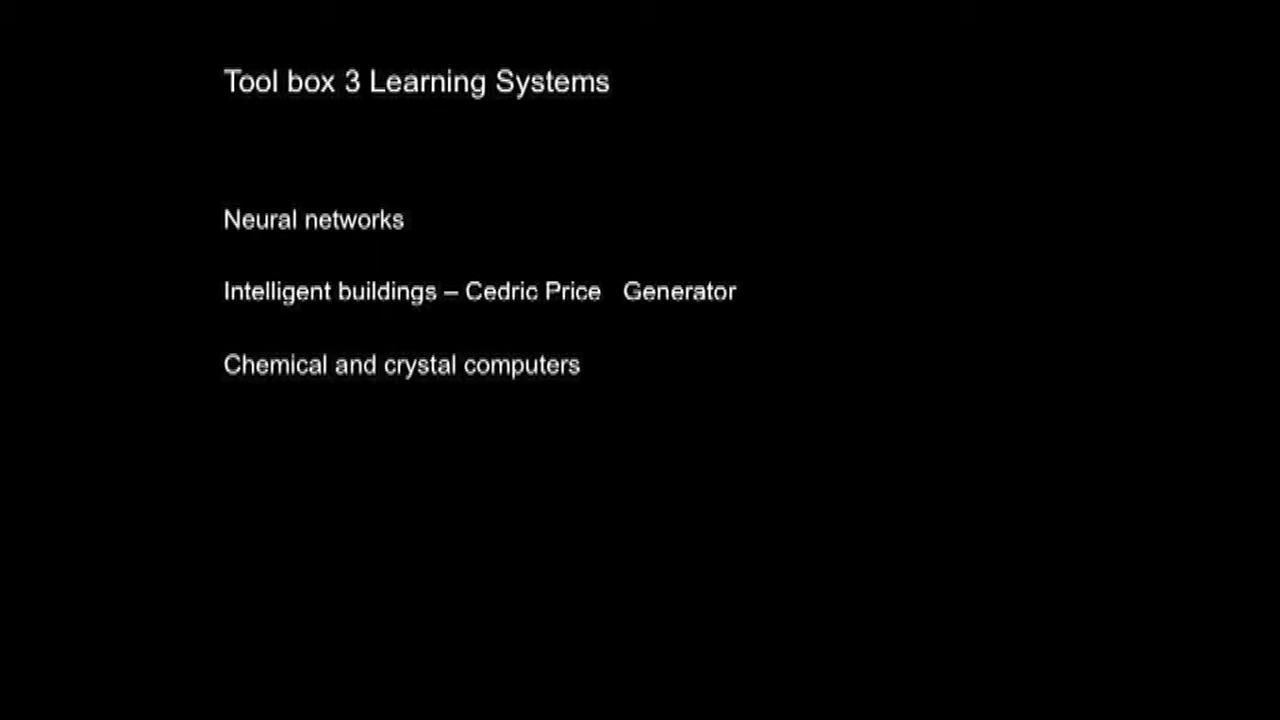 Tool box 3 Learning Systems
Neural networks
Intelligent buildings – Cedric Price Generator
Chemical and crystal computers